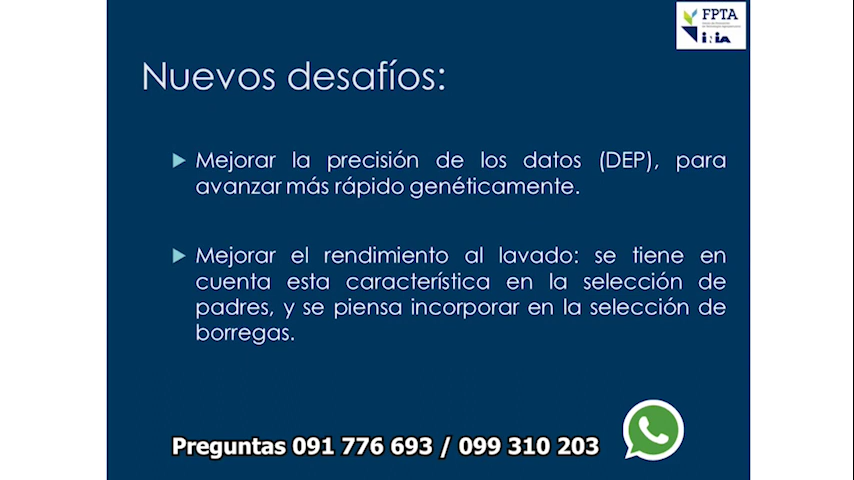 FPTA
INIA
Nuevos desafíos:
Mejorar la precisión de los datos (DEP), para
avanzar más rápido genéticamente.
Mejorar el rendimiento al lavado: se tiene en
cuenta esta característica en la selección de
padres, y se piensa incorporar en la selección de
borregas.
Preguntas 091 776 693 / 099 310 203